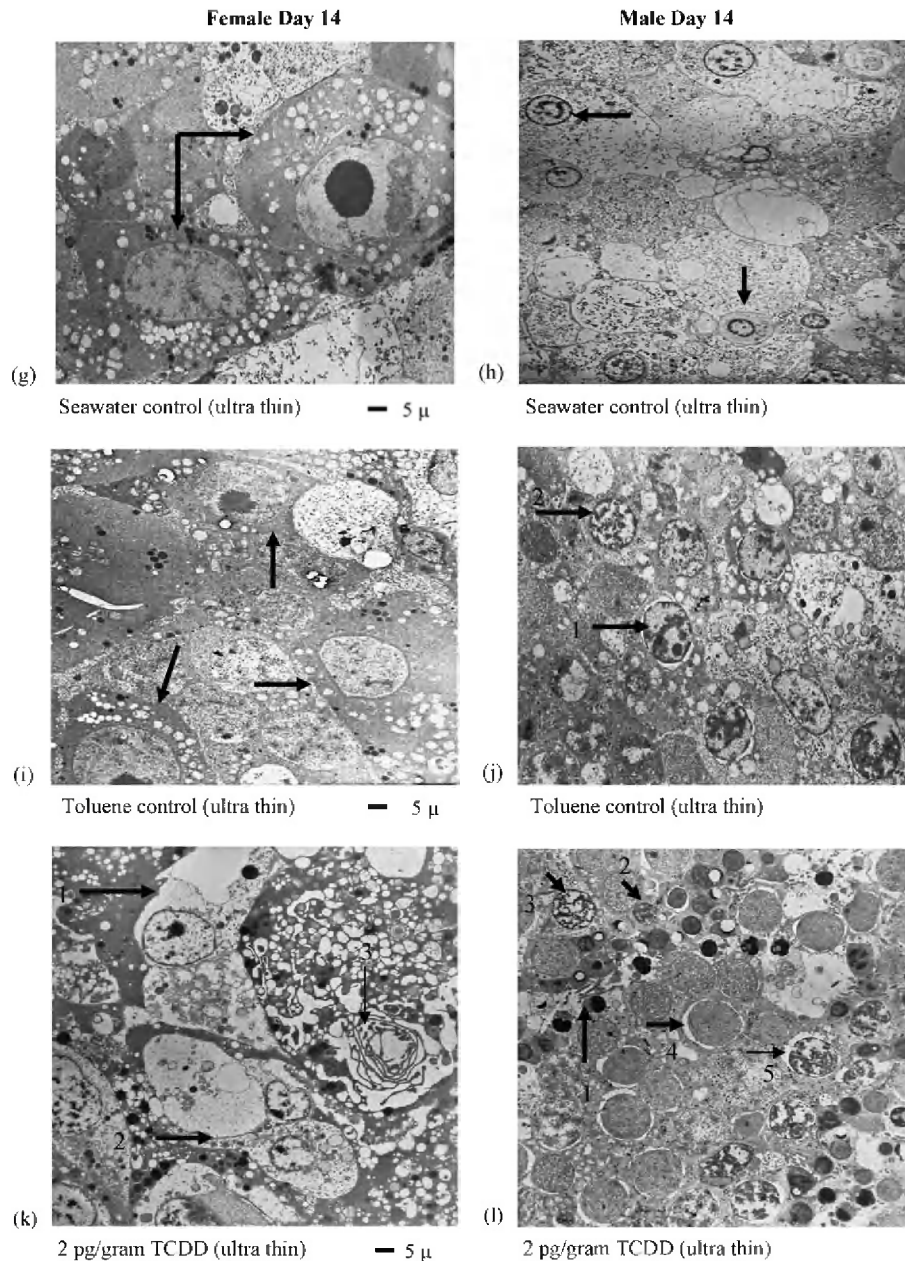 Female Day 14
Male Day 14
(g)
(h)
Seawater control (ultra thin)
5 μ
Seawater control (ultra thin)
2
1
(i)
(j)
Toluene control (ultra thin)
5 μ
Toluene control (ultra thin)
1
3
2
2
3
4
1
5
(k)
(l)
2 pg/gram TCDD (ultra thin)
5 μ
2 pg/gram TCDD (ultra thin)